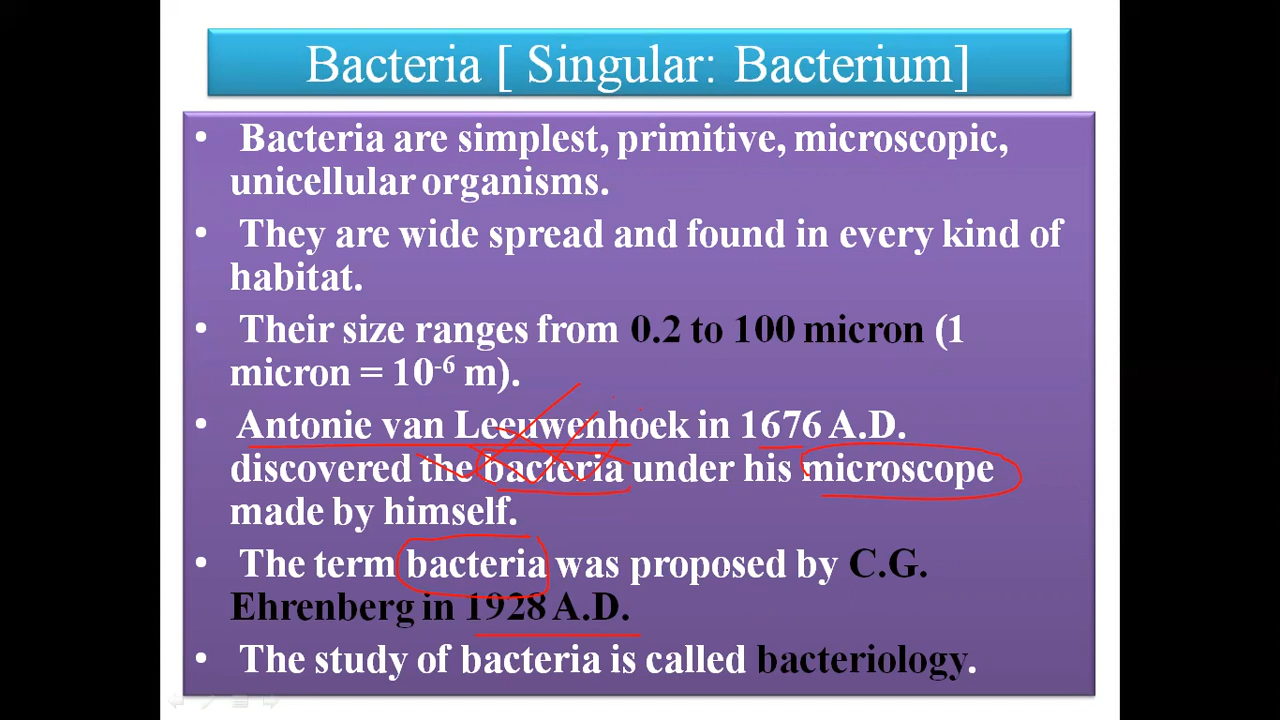 Bacteria [ Singular: Bacterium]
• Bacteria are simplest, primitive, microscopic,
unicellular organisms.
• They are wide spread and found in every kind of
habitat.
• Their size ranges from 0.2 to 100 micron (1
micron = 10⁻⁶ m).
• Antonie van Leeuwenhoek in 1676 A.D.
discovered the bacteria under his microscope
made by himself.
• The term bacteria was proposed by C.G.
Ehrenberg in 1928 A.D.
• The study of bacteria is called bacteriology.